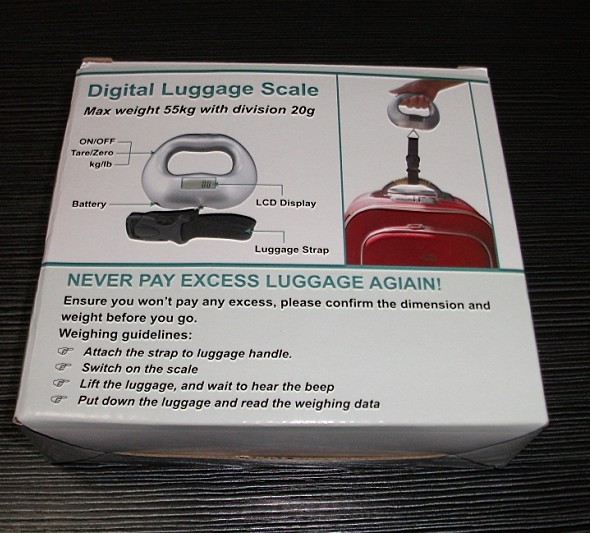 Digital Luggage Scale
Max weight 55kg with division 20g
ON/OFF
Tare/Zero
kg/lb
Battery
LCD Display
Luggage Strap
NEVER PAY EXCESS LUGGAGE AGIAIN!
Ensure you won't pay any excess, please confirm the dimension and
weight before you go.
Weighing guidelines:
Attach the strap to luggage handle.
Switch on the scale
Lift the luggage, and wait to hear the beep
Put down the luggage and read the weighing data